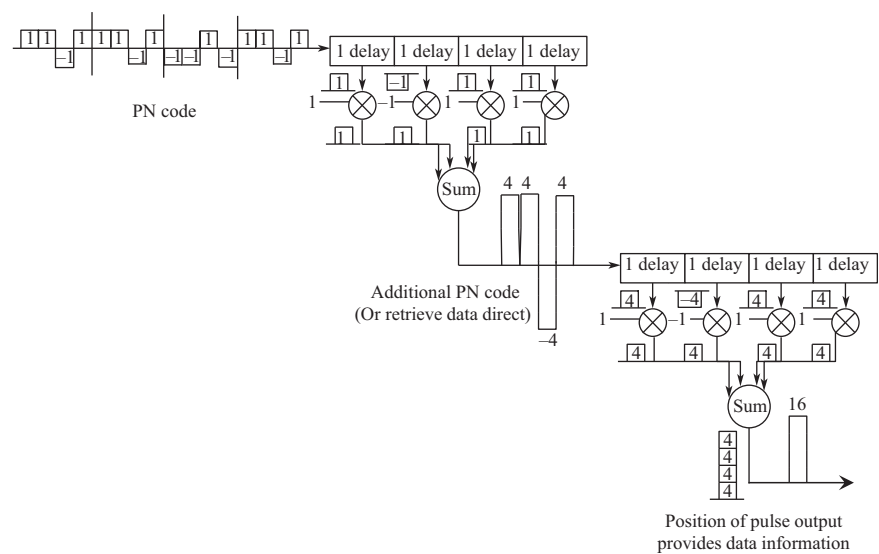 1 1 –1 1 1 1 –1 1 –1 –1 1 –1 1 1 –1 1
PN code
1 delay 1 delay 1 delay 1 delay
1 –1 1 1
1 –1 1 1
1 1 1 1
Sum
4 4 4
–4
Additional PN code
(Or retrieve data direct)
1 delay 1 delay 1 delay 1 delay
4 –4 4 4
1 –1 1 1
4 4 4 4
Sum
16
4
4
4
4
Position of pulse output
provides data information